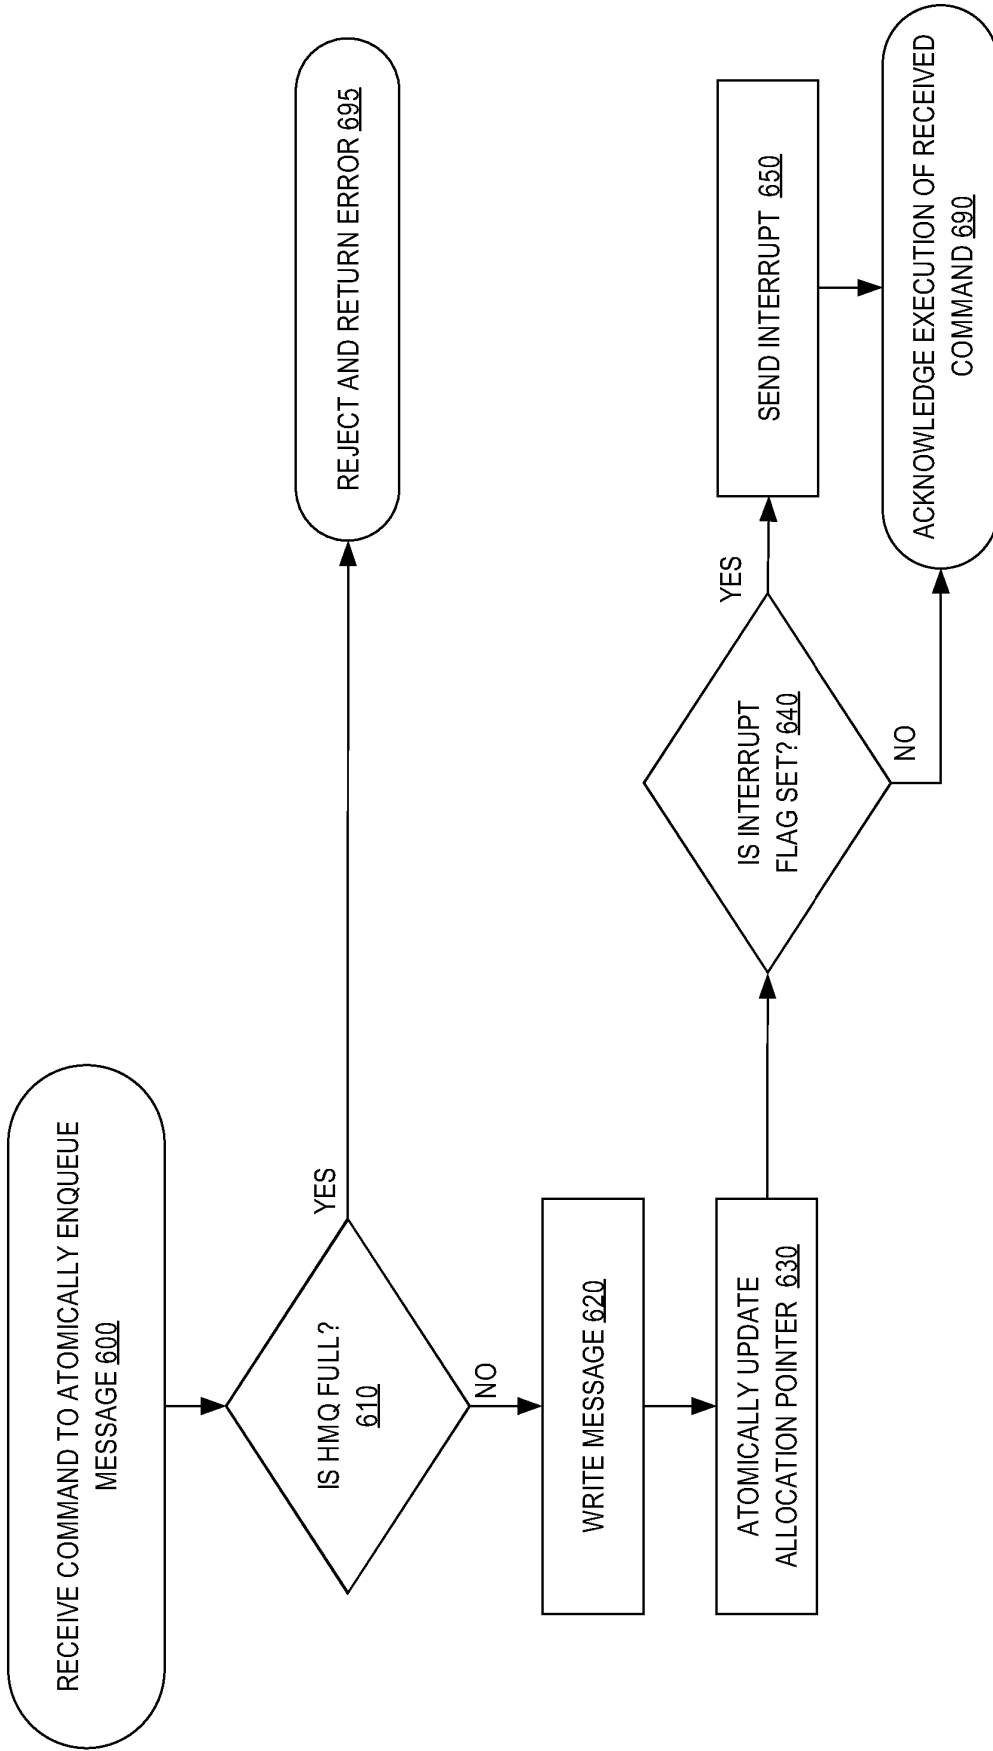 RECEIVE COMMAND TO ATOMICALLY ENQUEUE
MESSAGE 600
IS HMQ FULL?
610
YES
REJECT AND RETURN ERROR 695
NO
WRITE MESSAGE 620
ATOMICALLY UPDATE
ALLOCATION POINTER 630
IS INTERRUPT
FLAG SET? 640
YES
SEND INTERRUPT 650
NO
ACKNOWLEDGE EXECUTION OF RECEIVED
COMMAND 690